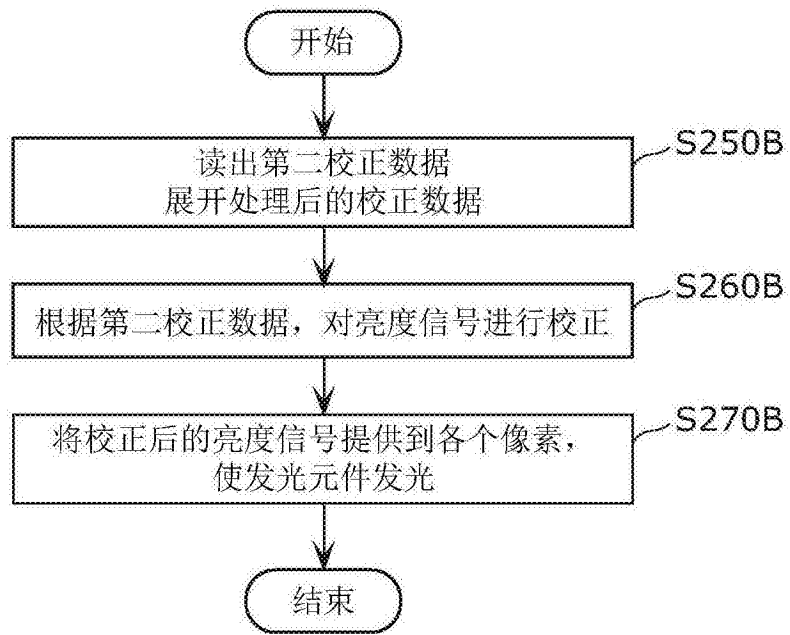 开始
S250B
读出第二校正数据
展开处理后的校正数据
S260B
根据第二校正数据，对亮度信号进行校正
S270B
将校正后的亮度信号提供到各个像素，
使发光元件发光
结束